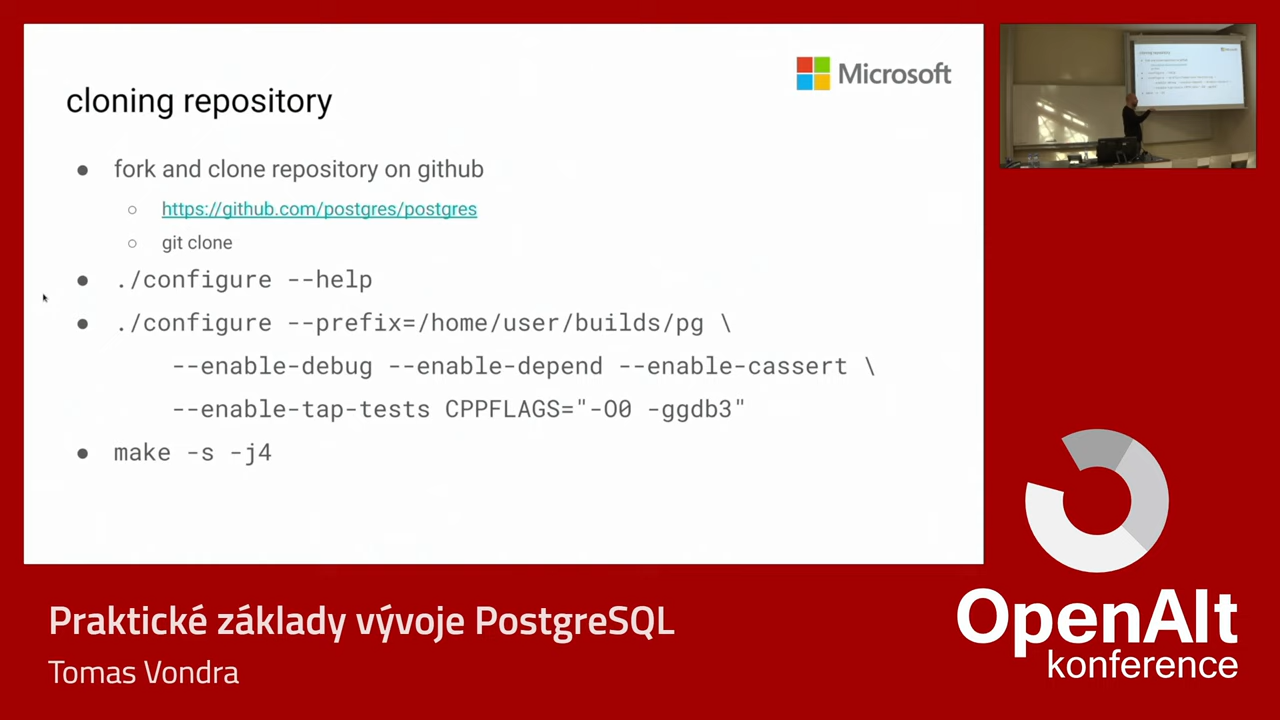 Microsoft
cloning repository
● fork and clone repository on github
○ https://github.com/postgres/postgres
○ git clone
● ./configure --help
● ./configure --prefix=/home/user/builds/pg \
--enable-debug --enable-depend --enable-cassert \
--enable-tap-tests CPPFLAGS="-O0 -ggdb3"
● make -s -j4
Praktické základy vývoje PostgreSQL
Tomas Vondra
OpenAlt
konference